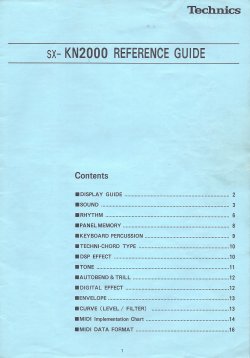 Technics
SX-KN2000 REFERENCE GUIDE
Contents
■DISPLAY GUIDE 2
■SOUND 3
■RHYTHM 6
■PANEL MEMORY 8
■KEYBOARD PERCUSSION 9
■TECHNI-CHORD TYPE 10
■DSP EFFECT 10
■TONE 11
■AUTOBEND & TRILL 12
■DIGITAL EFFECT 12
■ENVELOPE 13
■CURVE (LEVEL / FILTER) 13
■MIDI Implementation Chart 14
■MIDI DATA FORMAT 16
1